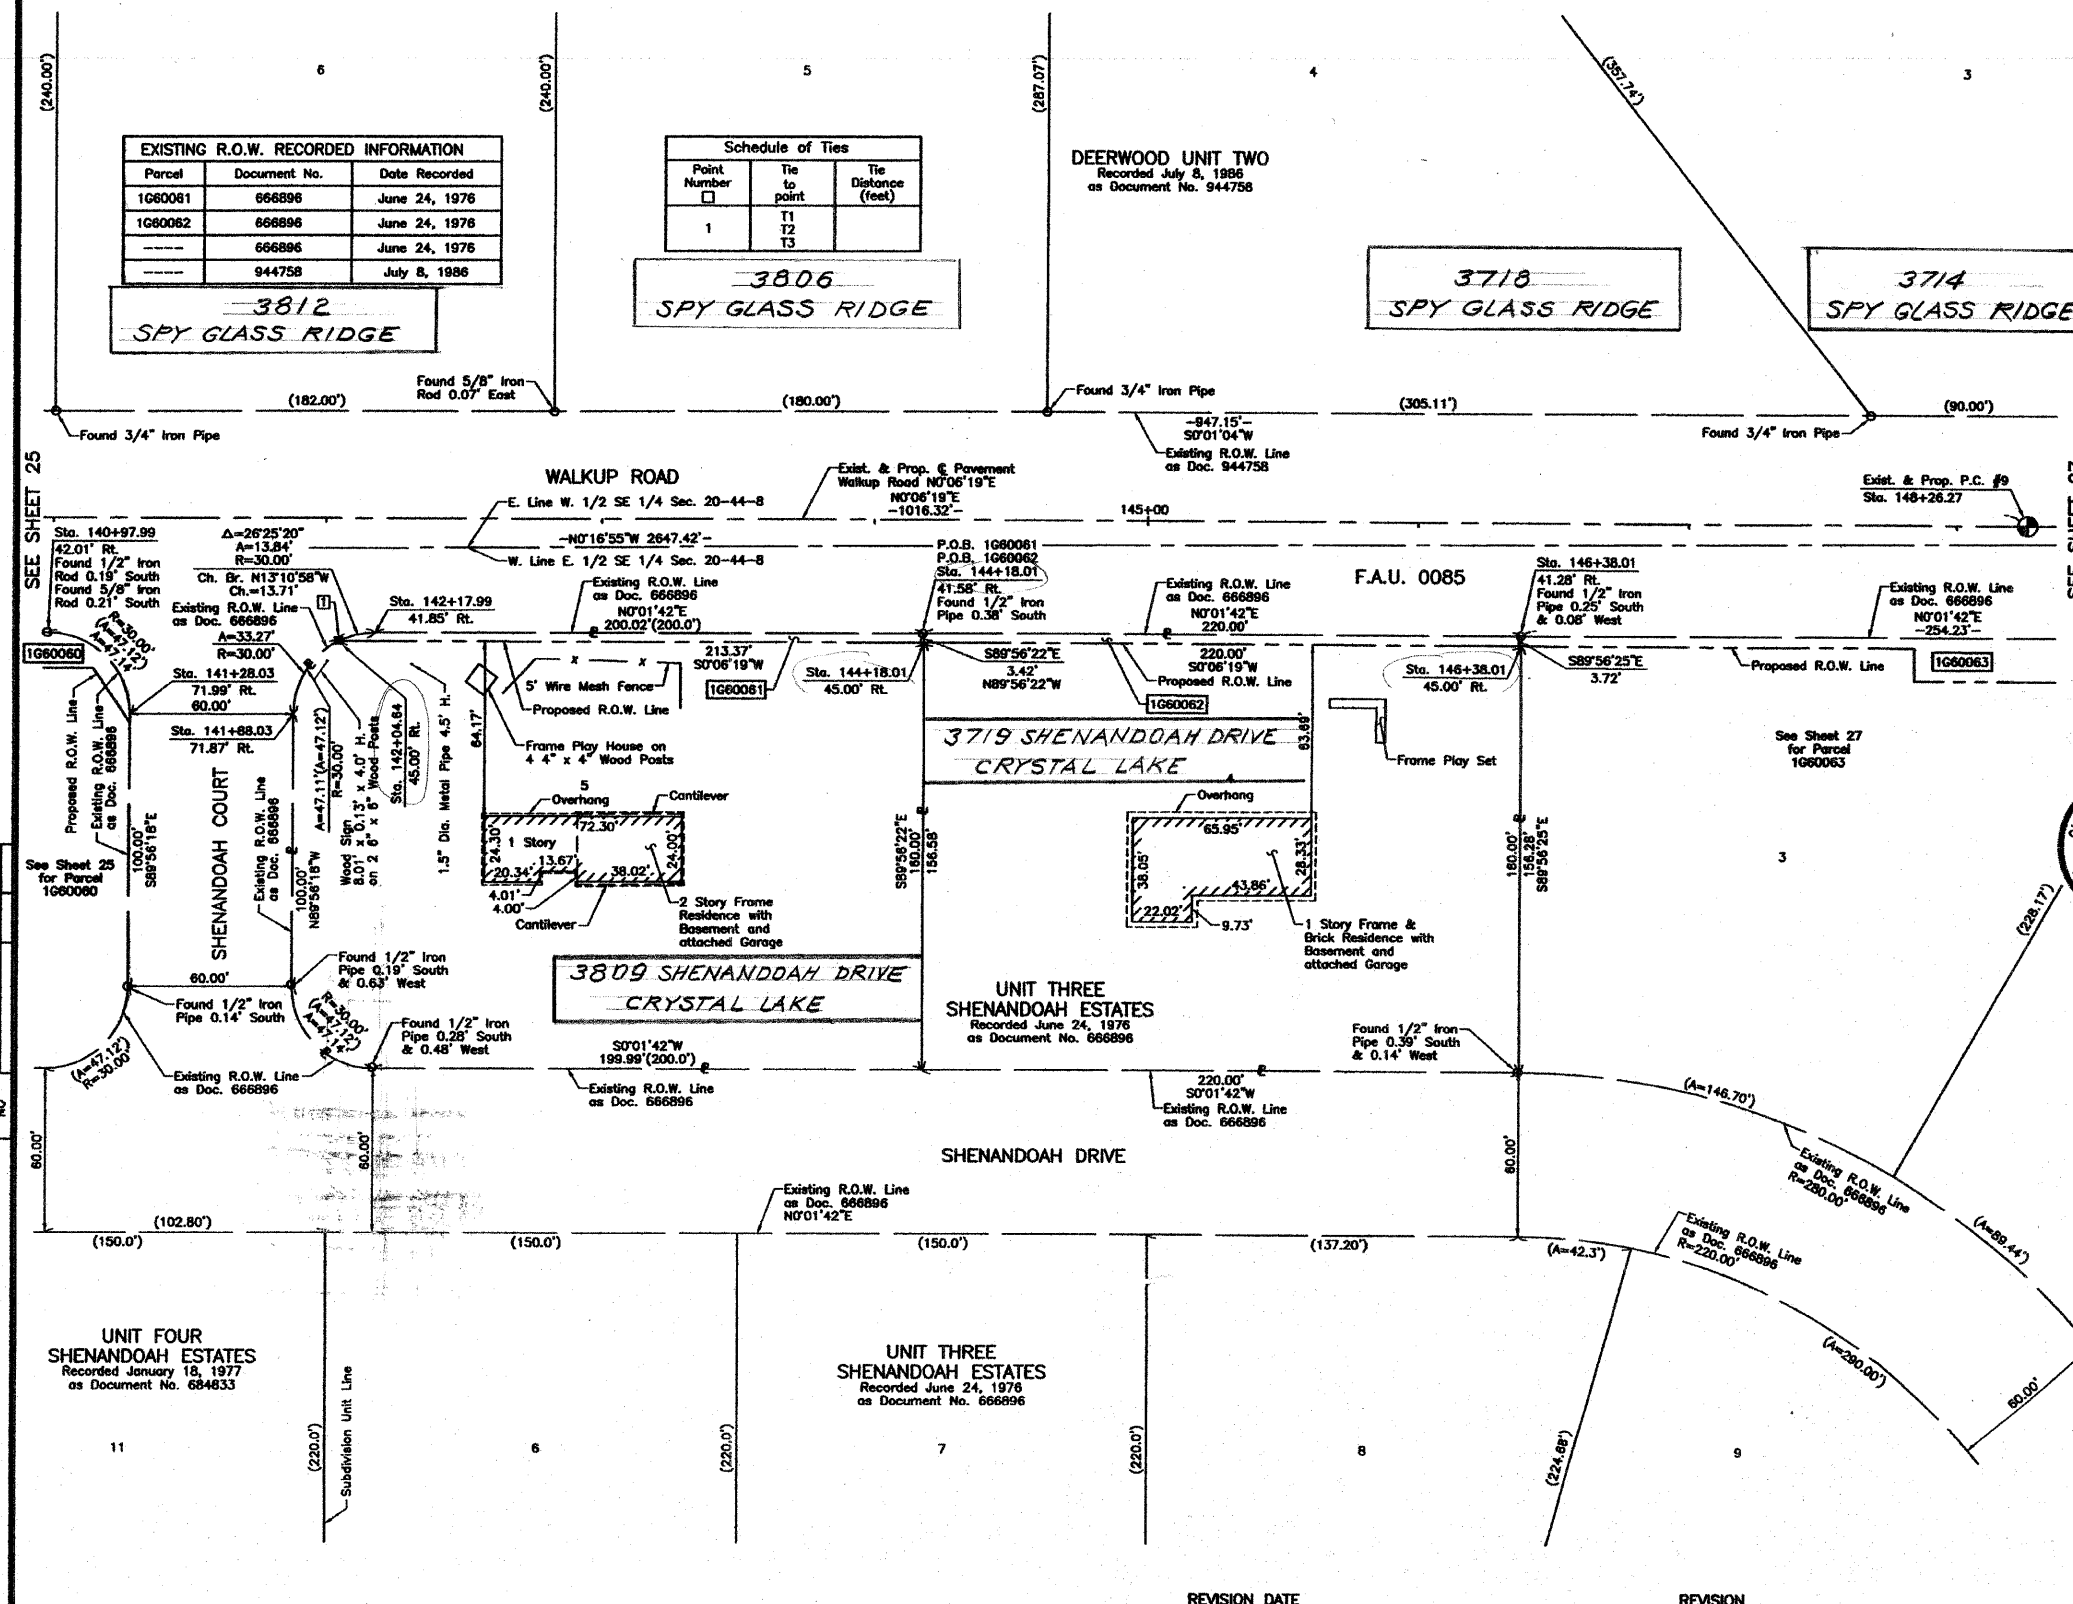 (240.00')
6
(240.00')
5
(287.07')
4
(357.74')
3
EXISTING R.O.W. RECORDED INFORMATION
Parcel Document No. Date Recorded
1G60061 666896 June 24, 1976
1G60062 666896 June 24, 1976
---- 666896 June 24, 1976
---- 944758 July 8, 1986
3812
SPY GLASS RIDGE
Schedule of Ties
Point Number □ Tie to point Tie Distance (feet)
1 T1
T2
T3
3806
SPY GLASS RIDGE
DEERWOOD UNIT TWO
Recorded July 8, 1986
as Document No. 944758
3718
SPY GLASS RIDGE
3714
SPY GLASS RIDGE
Found 3/4" Iron Pipe
(182.00')
Found 5/8" Iron
Rod 0.07' East
(180.00')
Found 3/4" Iron Pipe
-947.15'-
S0°01'04"W
Existing R.O.W. Line
as Doc. 944758
(305.11')
Found 3/4" Iron Pipe
(90.00')
SEE SHEET 25
WALKUP ROAD
E. Line W. 1/2 SE 1/4 Sec. 20-44-8
Exist. & Prop. ℄ Pavement
Walkup Road N0°06'19"E
N0°06'19"E
-1016.32'-
145+00
Exist. & Prop. P.C. #9
Sta. 148+26.27
-N0°16'55"W 2647.42'-
W. Line E. 1/2 SE 1/4 Sec. 20-44-8
F.A.U. 0085
Sta. 140+97.99
42.01' Rt.
Found 1/2" Iron
Rod 0.19' South
Found 5/8" Iron
Rod 0.21' South
Δ=26°25'20"
A=13.84'
R=30.00'
Ch. Br. N13°10'58"W
Ch.=13.71'
Existing R.O.W. Line
as Doc. 666896
A=33.27'
R=30.00'
1
R=30.00'
(A=47.12')
A=47.14'
1G60060
Sta. 142+17.99
41.85' Rt.
Existing R.O.W. Line
as Doc. 666896
N0°01'42"E
200.02'(200.0')
213.37'
S0°06'19"W
P.O.B. 1G60061
P.O.B. 1G60062
Sta. 144+18.01
41.58' Rt.
Found 1/2" Iron
Pipe 0.38' South
Existing R.O.W. Line
as Doc. 666896
N0°01'42"E
220.00'
220.00'
S0°06'19"W
Proposed R.O.W. Line
Sta. 146+38.01
41.28' Rt.
Found 1/2" Iron
Pipe 0.25' South
& 0.08' West
Existing R.O.W. Line
as Doc. 666896
N0°01'42"E
-254.23'-
Proposed R.O.W. Line
1G60063
Sta. 141+28.03
71.99' Rt.
60.00'
Sta. 141+88.03
71.87' Rt.
Sta. 142+04.64
45.00' Rt.
5' Wire Mesh Fence
Proposed R.O.W. Line
1G60061
Sta. 144+18.01
45.00' Rt.
S89°56'22"E
3.42'
N89°56'22"W
1G60062
Sta. 146+38.01
45.00' Rt.
S89°56'25"E
3.72'
Proposed R.O.W. Line
Existing R.O.W. Line
as Doc. 666896
100.00'
S89°56'18"E
SHENANDOAH COURT
Existing R.O.W. Line
as Doc. 666896
100.00'
N89°56'18"W
A=47.11'(A=47.12')
R=30.00'
Wood Sign
8.01' x 0.13' x 4.0' H.
on 2 6" x 6" Wood Posts
1.5" Dia. Metal Pipe 4.5' H.
64.17'
Frame Play House on
4 4" x 4" Wood Posts
3719 SHENANDOAH DRIVE
CRYSTAL LAKE
63.69'
Frame Play Set
See Sheet 27
for Parcel
1G60063
See Sheet 25
for Parcel
1G60060
5
Overhang
Cantilever
72.30'
24.30'
1 Story
13.67'
20.34'
38.02'
24.00'
4.01'
4.00'
Cantilever
2 Story Frame
Residence with
Basement and
attached Garage
S89°56'22"E
160.00'
156.58'
4
Overhang
65.95'
38.05'
28.33'
43.86'
22.02'
9.73'
1 Story Frame &
Brick Residence with
Basement and
attached Garage
160.00'
156.28'
S89°56'25"E
3
(228.17')
3809 SHENANDOAH DRIVE
CRYSTAL LAKE
UNIT THREE
SHENANDOAH ESTATES
Recorded June 24, 1976
as Document No. 666896
60.00'
Found 1/2" Iron
Pipe 0.14' South
Found 1/2" Iron
Pipe 0.19' South
& 0.63' West
R=30.00'
(A=47.12')
A=47.14'
Found 1/2" Iron
Pipe 0.28' South
& 0.48' West
(A=47.12')
R=30.00'
Existing R.O.W. Line
as Doc. 666896
S0°01'42"W
199.99'(200.0')
Existing R.O.W. Line
as Doc. 666896
220.00'
S0°01'42"W
Existing R.O.W. Line
as Doc. 666896
Found 1/2" Iron
Pipe 0.39' South
& 0.14' West
(A=146.70')
Existing R.O.W. Line
as Doc. 666896
R=280.00'
(A=89.44')
60.00'
60.00'
SHENANDOAH DRIVE
60.00'
Existing R.O.W. Line
as Doc. 666896
N0°01'42"E
(102.80')
(150.0')
(150.0')
(150.0')
(137.20')
(A=42.3')
Existing R.O.W. Line
as Doc. 666896
R=220.00'
(A=290.00')
60.00'
UNIT FOUR
SHENANDOAH ESTATES
Recorded January 18, 1977
as Document No. 684633
UNIT THREE
SHENANDOAH ESTATES
Recorded June 24, 1976
as Document No. 666896
11
(220.0')
Subdivision Unit Line
6
(220.0')
7
(220.0')
8
(224.68')
9
REVISION DATE
REVISION